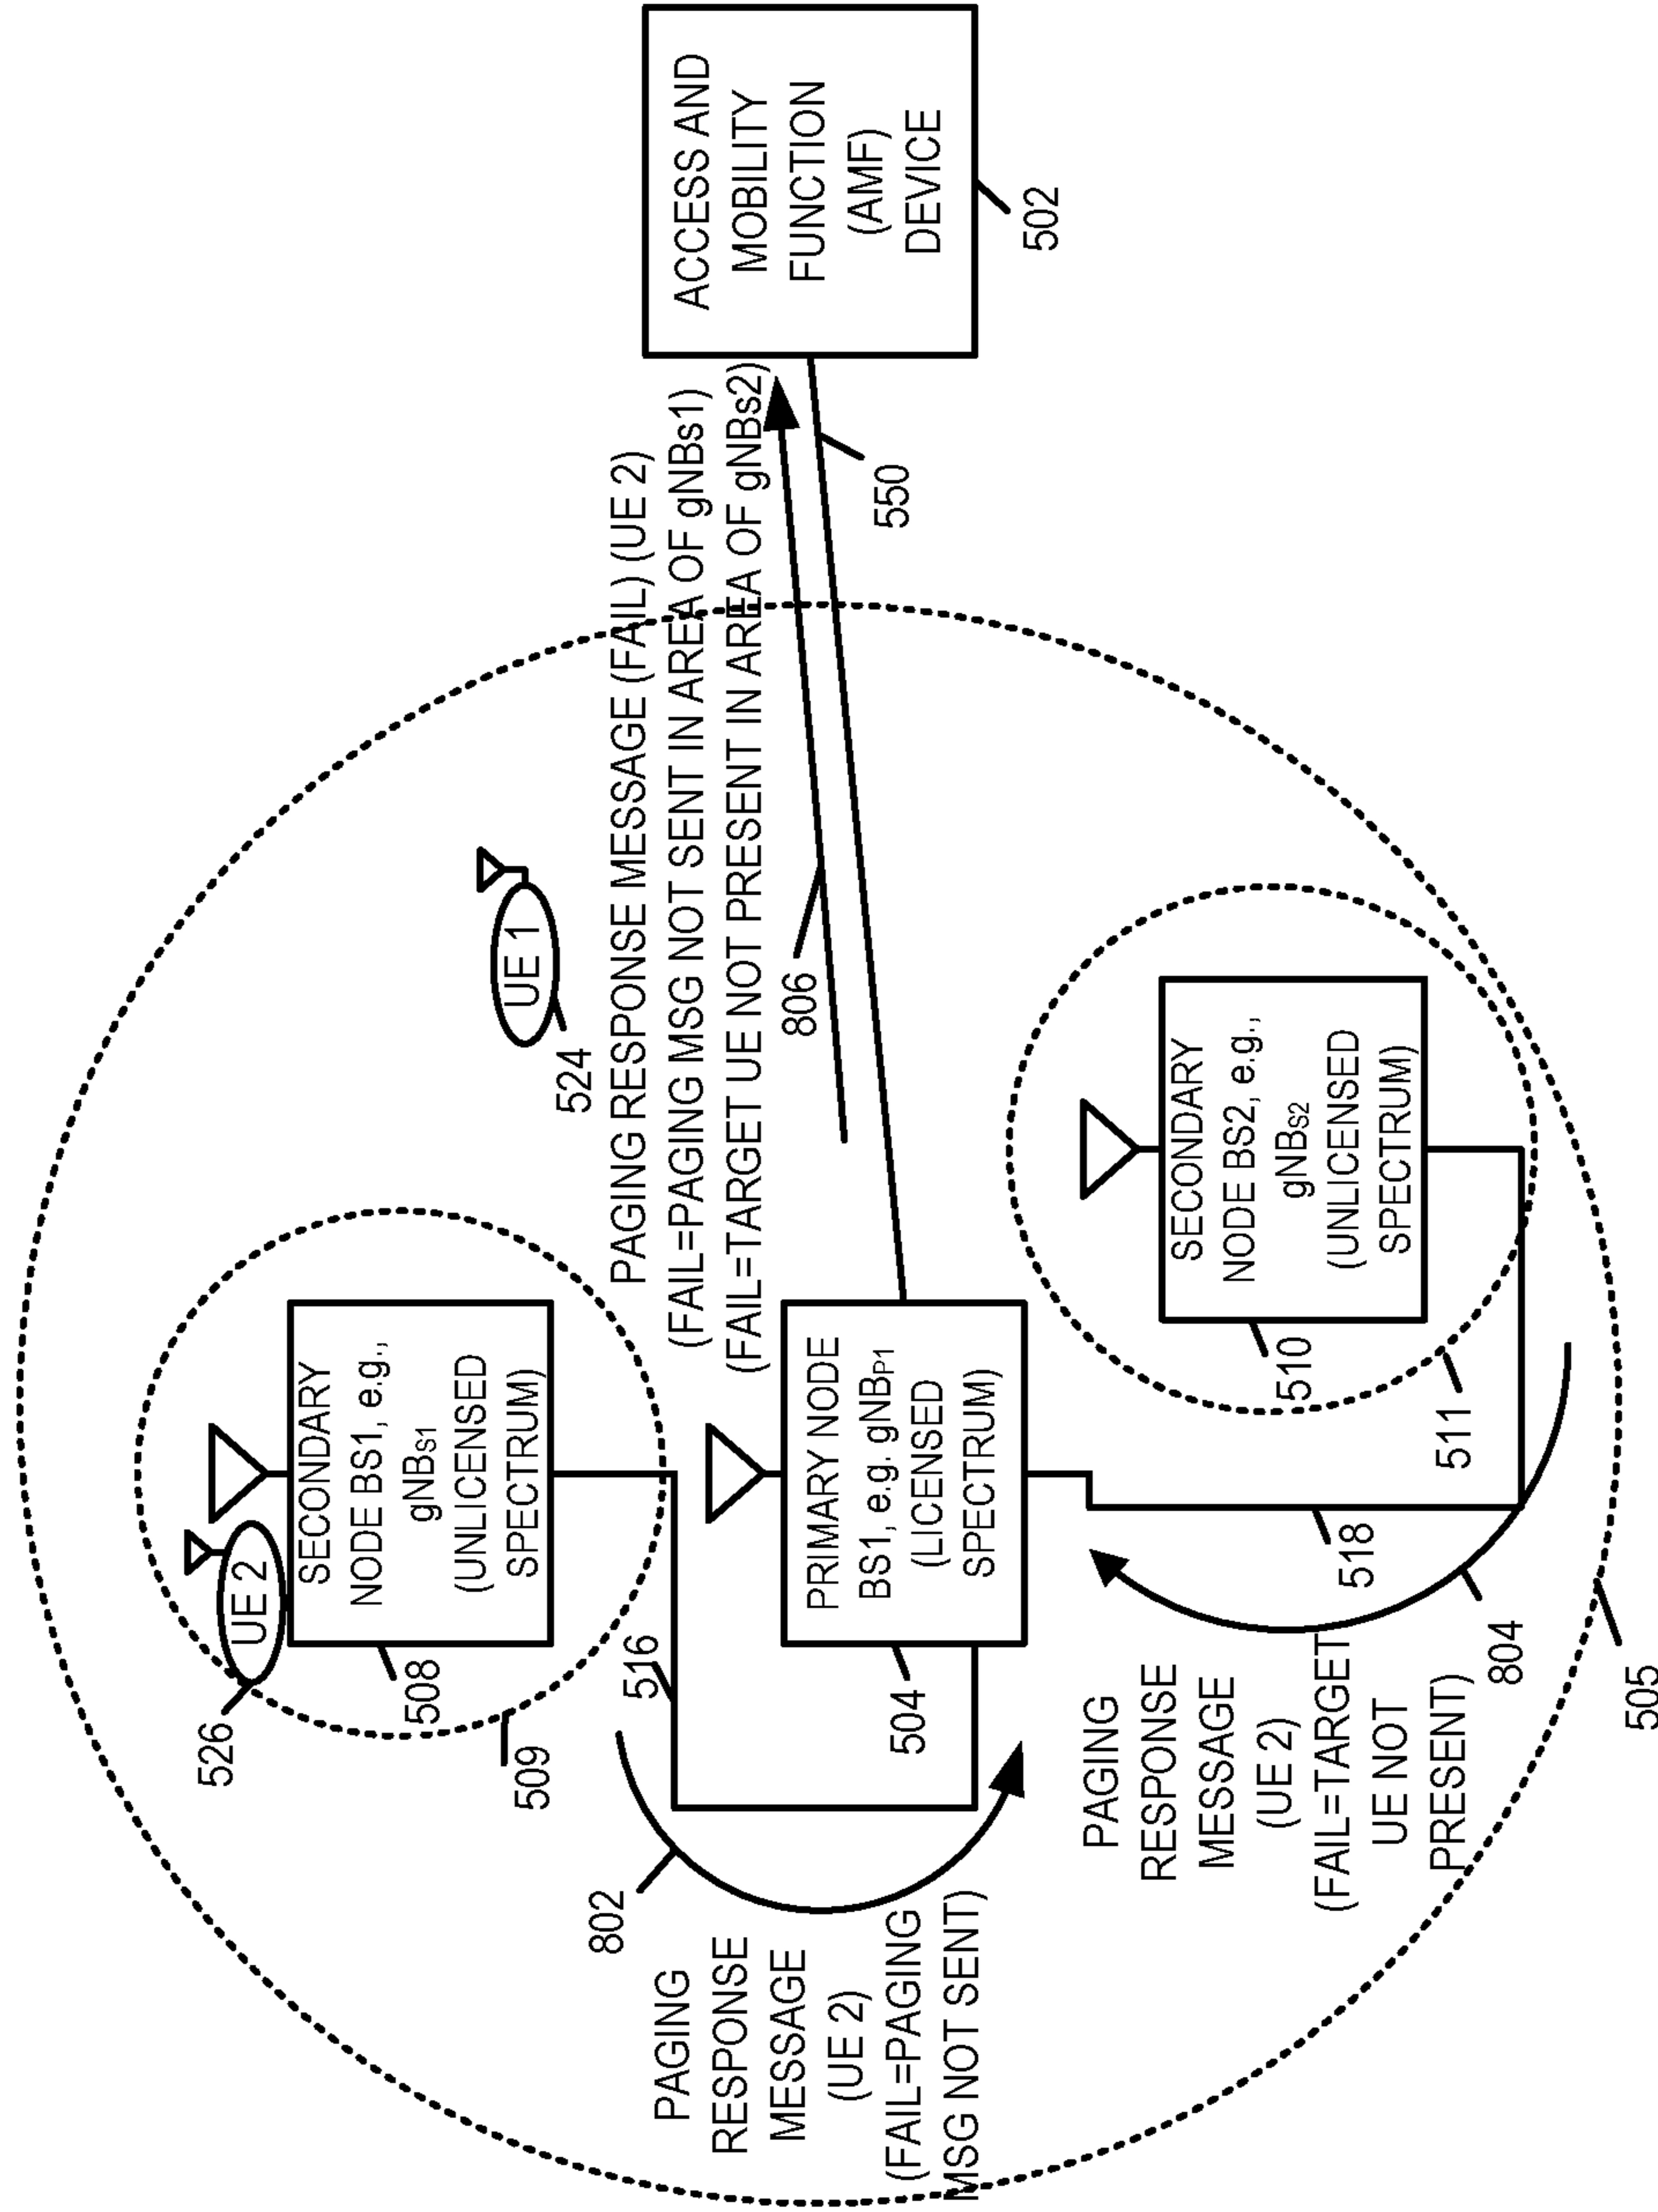 526
UE 2
SECONDARY
NODE BS1, e.g.,
gNBS1
(UNLICENSED
SPECTRUM)
508
509
UE 1
524
PAGING RESPONSE MESSAGE (FAIL) (UE 2)
(FAIL=PAGING MSG NOT SENT IN AREA OF gNBs1)
(FAIL=TARGET UE NOT PRESENT IN AREA OF gNBs2)
806
550
ACCESS AND
MOBILITY
FUNCTION
(AMF)
DEVICE
502
516
802
PAGING
RESPONSE
MESSAGE
(UE 2)
(FAIL=PAGING
MSG NOT SENT)
PRIMARY NODE
BS1, e.g. gNBP1
(LICENSED
SPECTRUM)
504
SECONDARY
NODE BS2, e.g.,
gNBS2
(UNLICENSED
SPECTRUM)
510
511
518
804
PAGING
RESPONSE
MESSAGE
(UE 2)
(FAIL=TARGET
UE NOT
PRESENT)
505